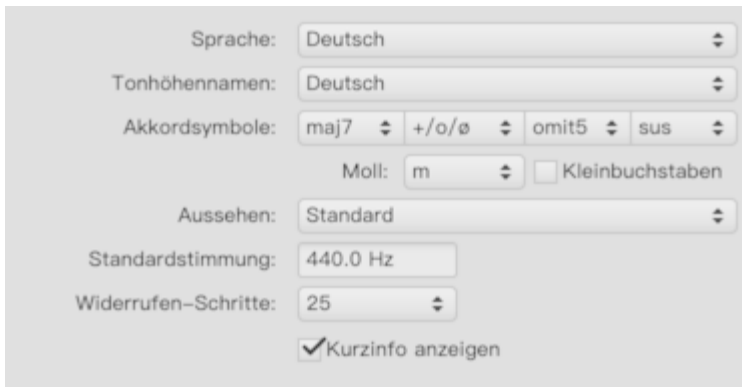 Sprache: Deutsch
Tonhöhennamen: Deutsch
Akkordsymbole: maj7 +/o/ø omit5 sus
Moll: m Kleinbuchstaben
Aussehen: Standard
Standardstimmung: 440.0 Hz
Widerrufen-Schritte: 25
Kurzinfo anzeigen